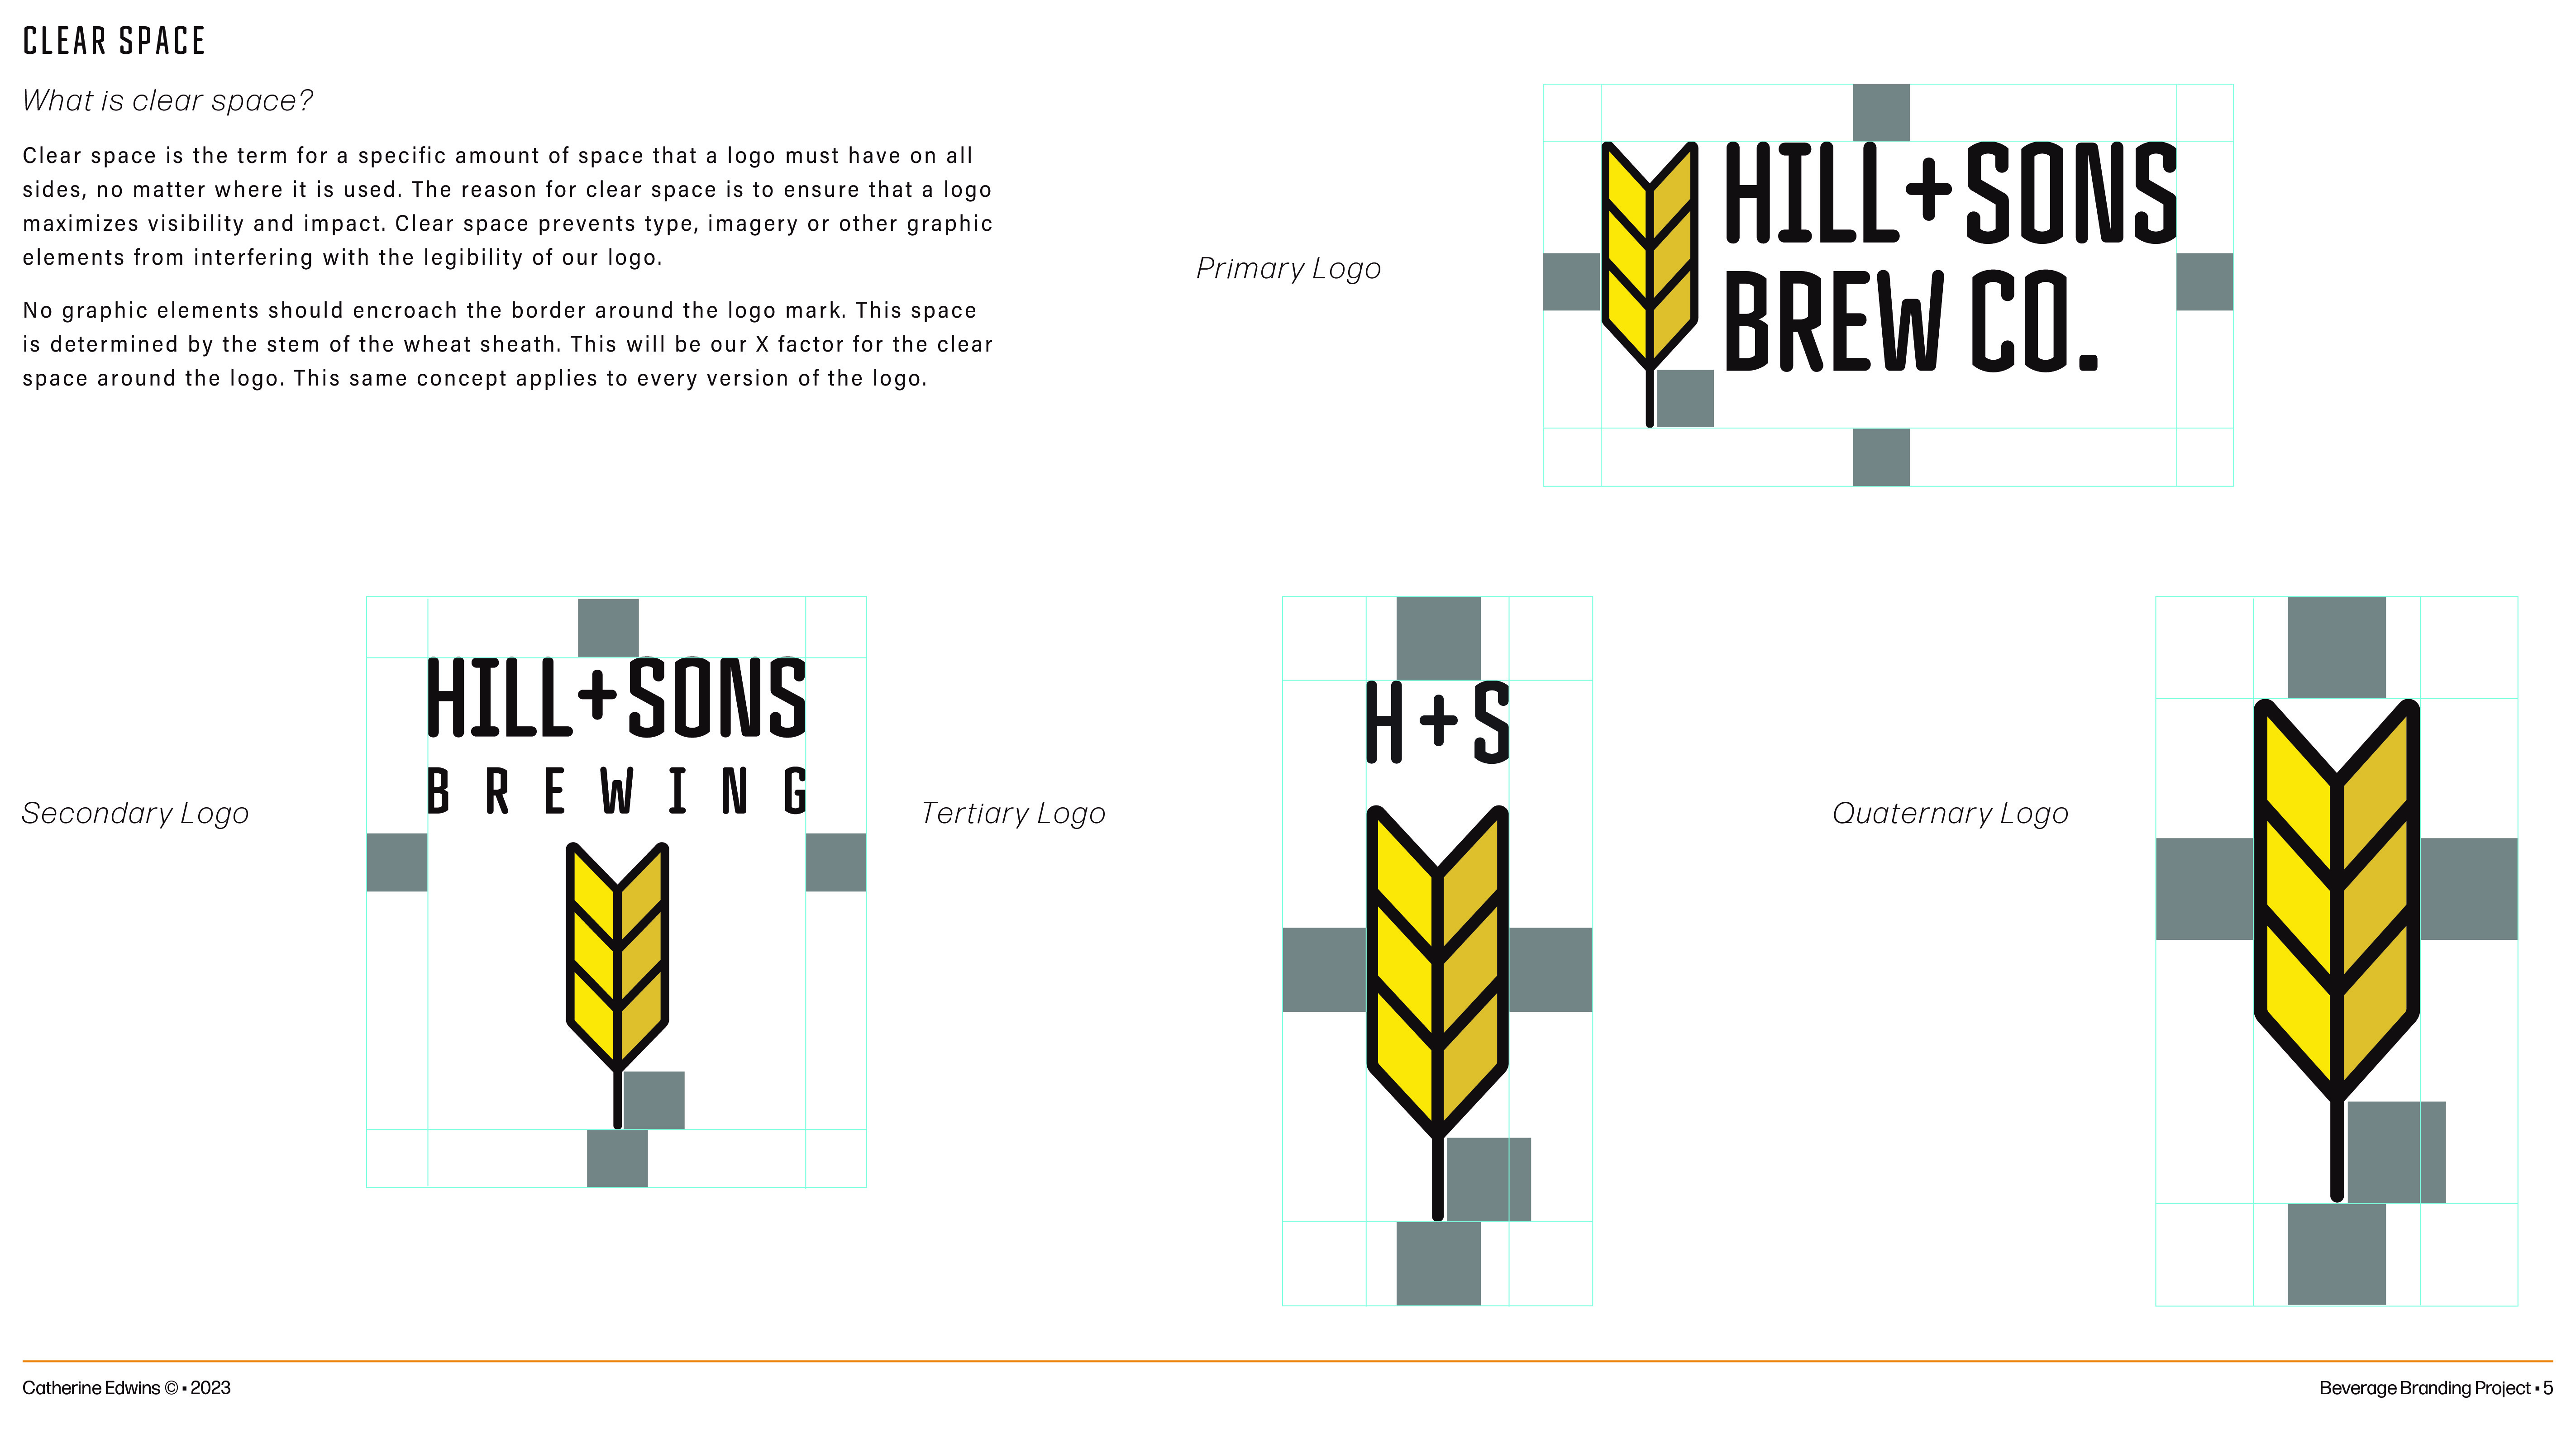 CLEAR SPACE
What is clear space?
Clear space is the term for a specific amount of space that a logo must have on all
sides, no matter where it is used. The reason for clear space is to ensure that a logo
maximizes visibility and impact. Clear space prevents type, imagery or other graphic
elements from interfering with the legibility of our logo.
No graphic elements should encroach the border around the logo mark. This space
is determined by the stem of the wheat sheath. This will be our X factor for the clear
space around the logo. This same concept applies to every version of the logo.
Primary Logo
HILL+SONS
BREW CO.
Secondary Logo
HILL+SONS
BREWING
Tertiary Logo
H+S
Quaternary Logo
Catherine Edwins © ▪ 2023
Beverage Branding Project ▪ 5